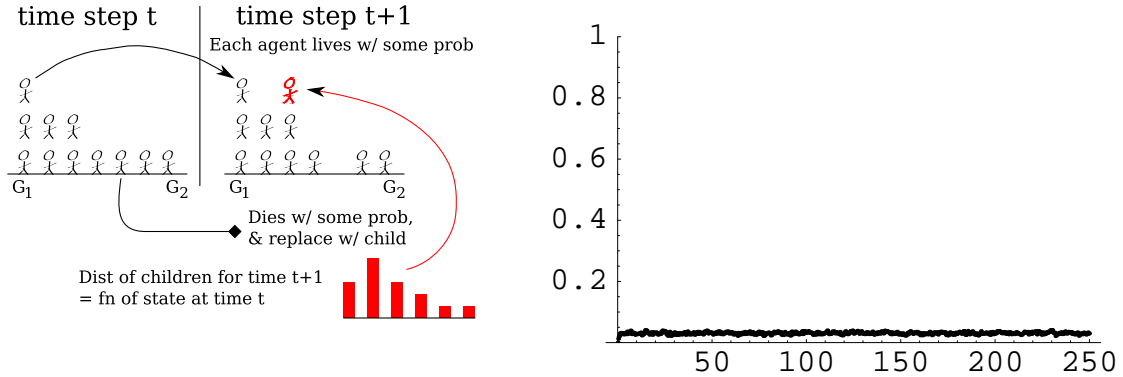 time step t
time step t+1
Each agent lives w/ some prob
G1
G2
G1
G2
Dies w/ some prob,
& replace w/ child
Dist of children for time t+1
= fn of state at time t
1
0.8
0.6
0.4
0.2
50 100 150 200 250